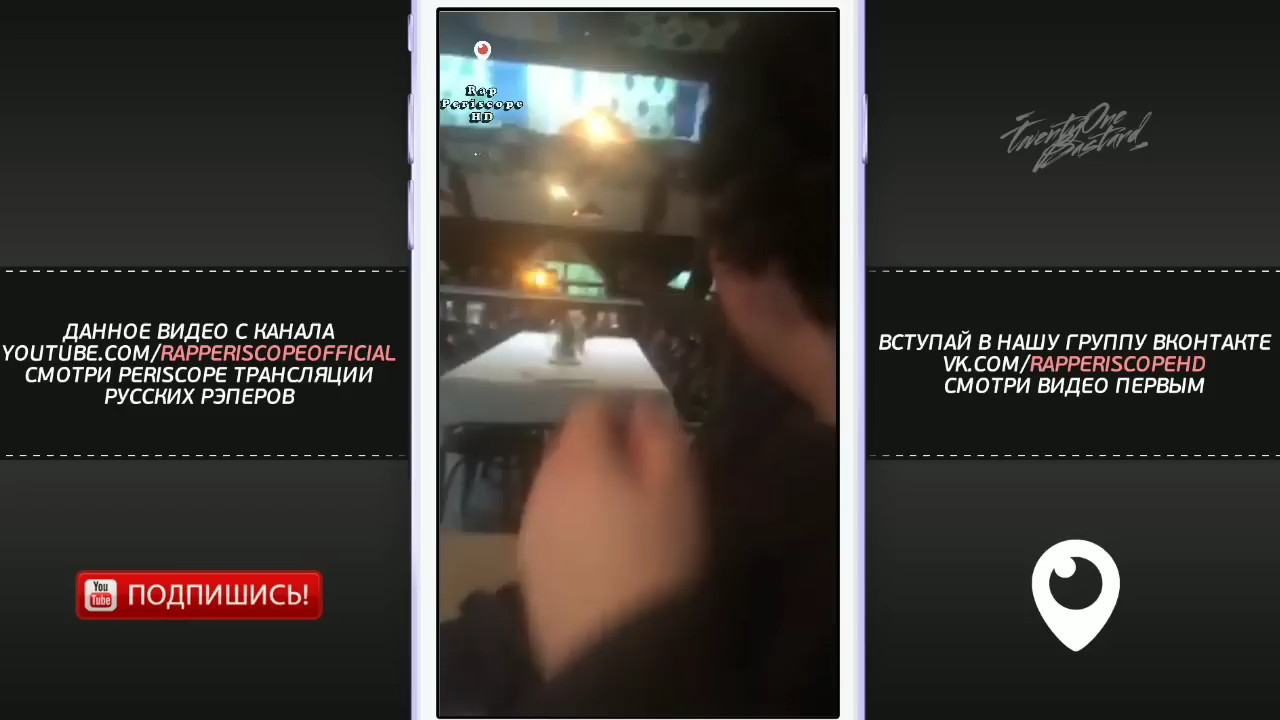 Rap
Periscope
HD
TwentyOne
Bastard
ДАННОЕ ВИДЕО С КАНАЛА
YOUTUBE.COM/RAPPERISCOPEOFFICIAL
СМОТРИ PERISCOPE ТРАНСЛЯЦИИ
РУССКИХ РЭПЕРОВ
ВСТУПАЙ В НАШУ ГРУППУ ВКОНТАКТЕ
VK.COM/RAPPERISCOPEHD
СМОТРИ ВИДЕО ПЕРВЫМ
You
Tube
ПОДПИШИСЬ!